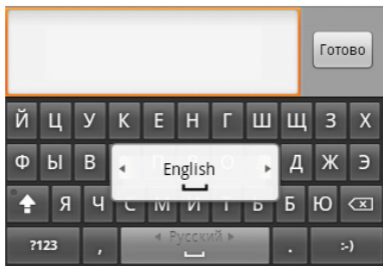 Готово
Й Ц У К Е Н Г Ш Щ З Х
Ф Ы В Д Ж Э
English
Я Ч С М И Т Ь Б Ю
?123 , Русский . :-)